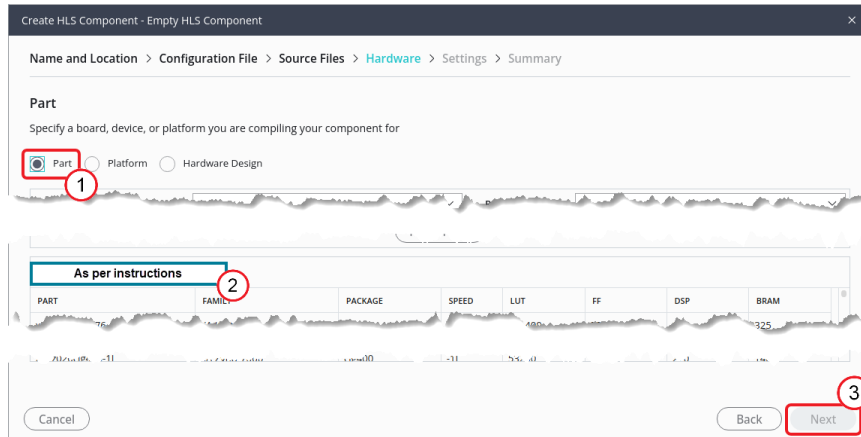 Create HLS Component - Empty HLS Component ×
Name and Location > Configuration File > Source Files > Hardware > Settings > Summary
Part
Specify a board, device, or platform you are compiling your component for
Part Platform Hardware Design
1
As per instructions
2
PART FAMILY PACKAGE SPEED LUT FF DSP BRAM
3
Cancel Back Next